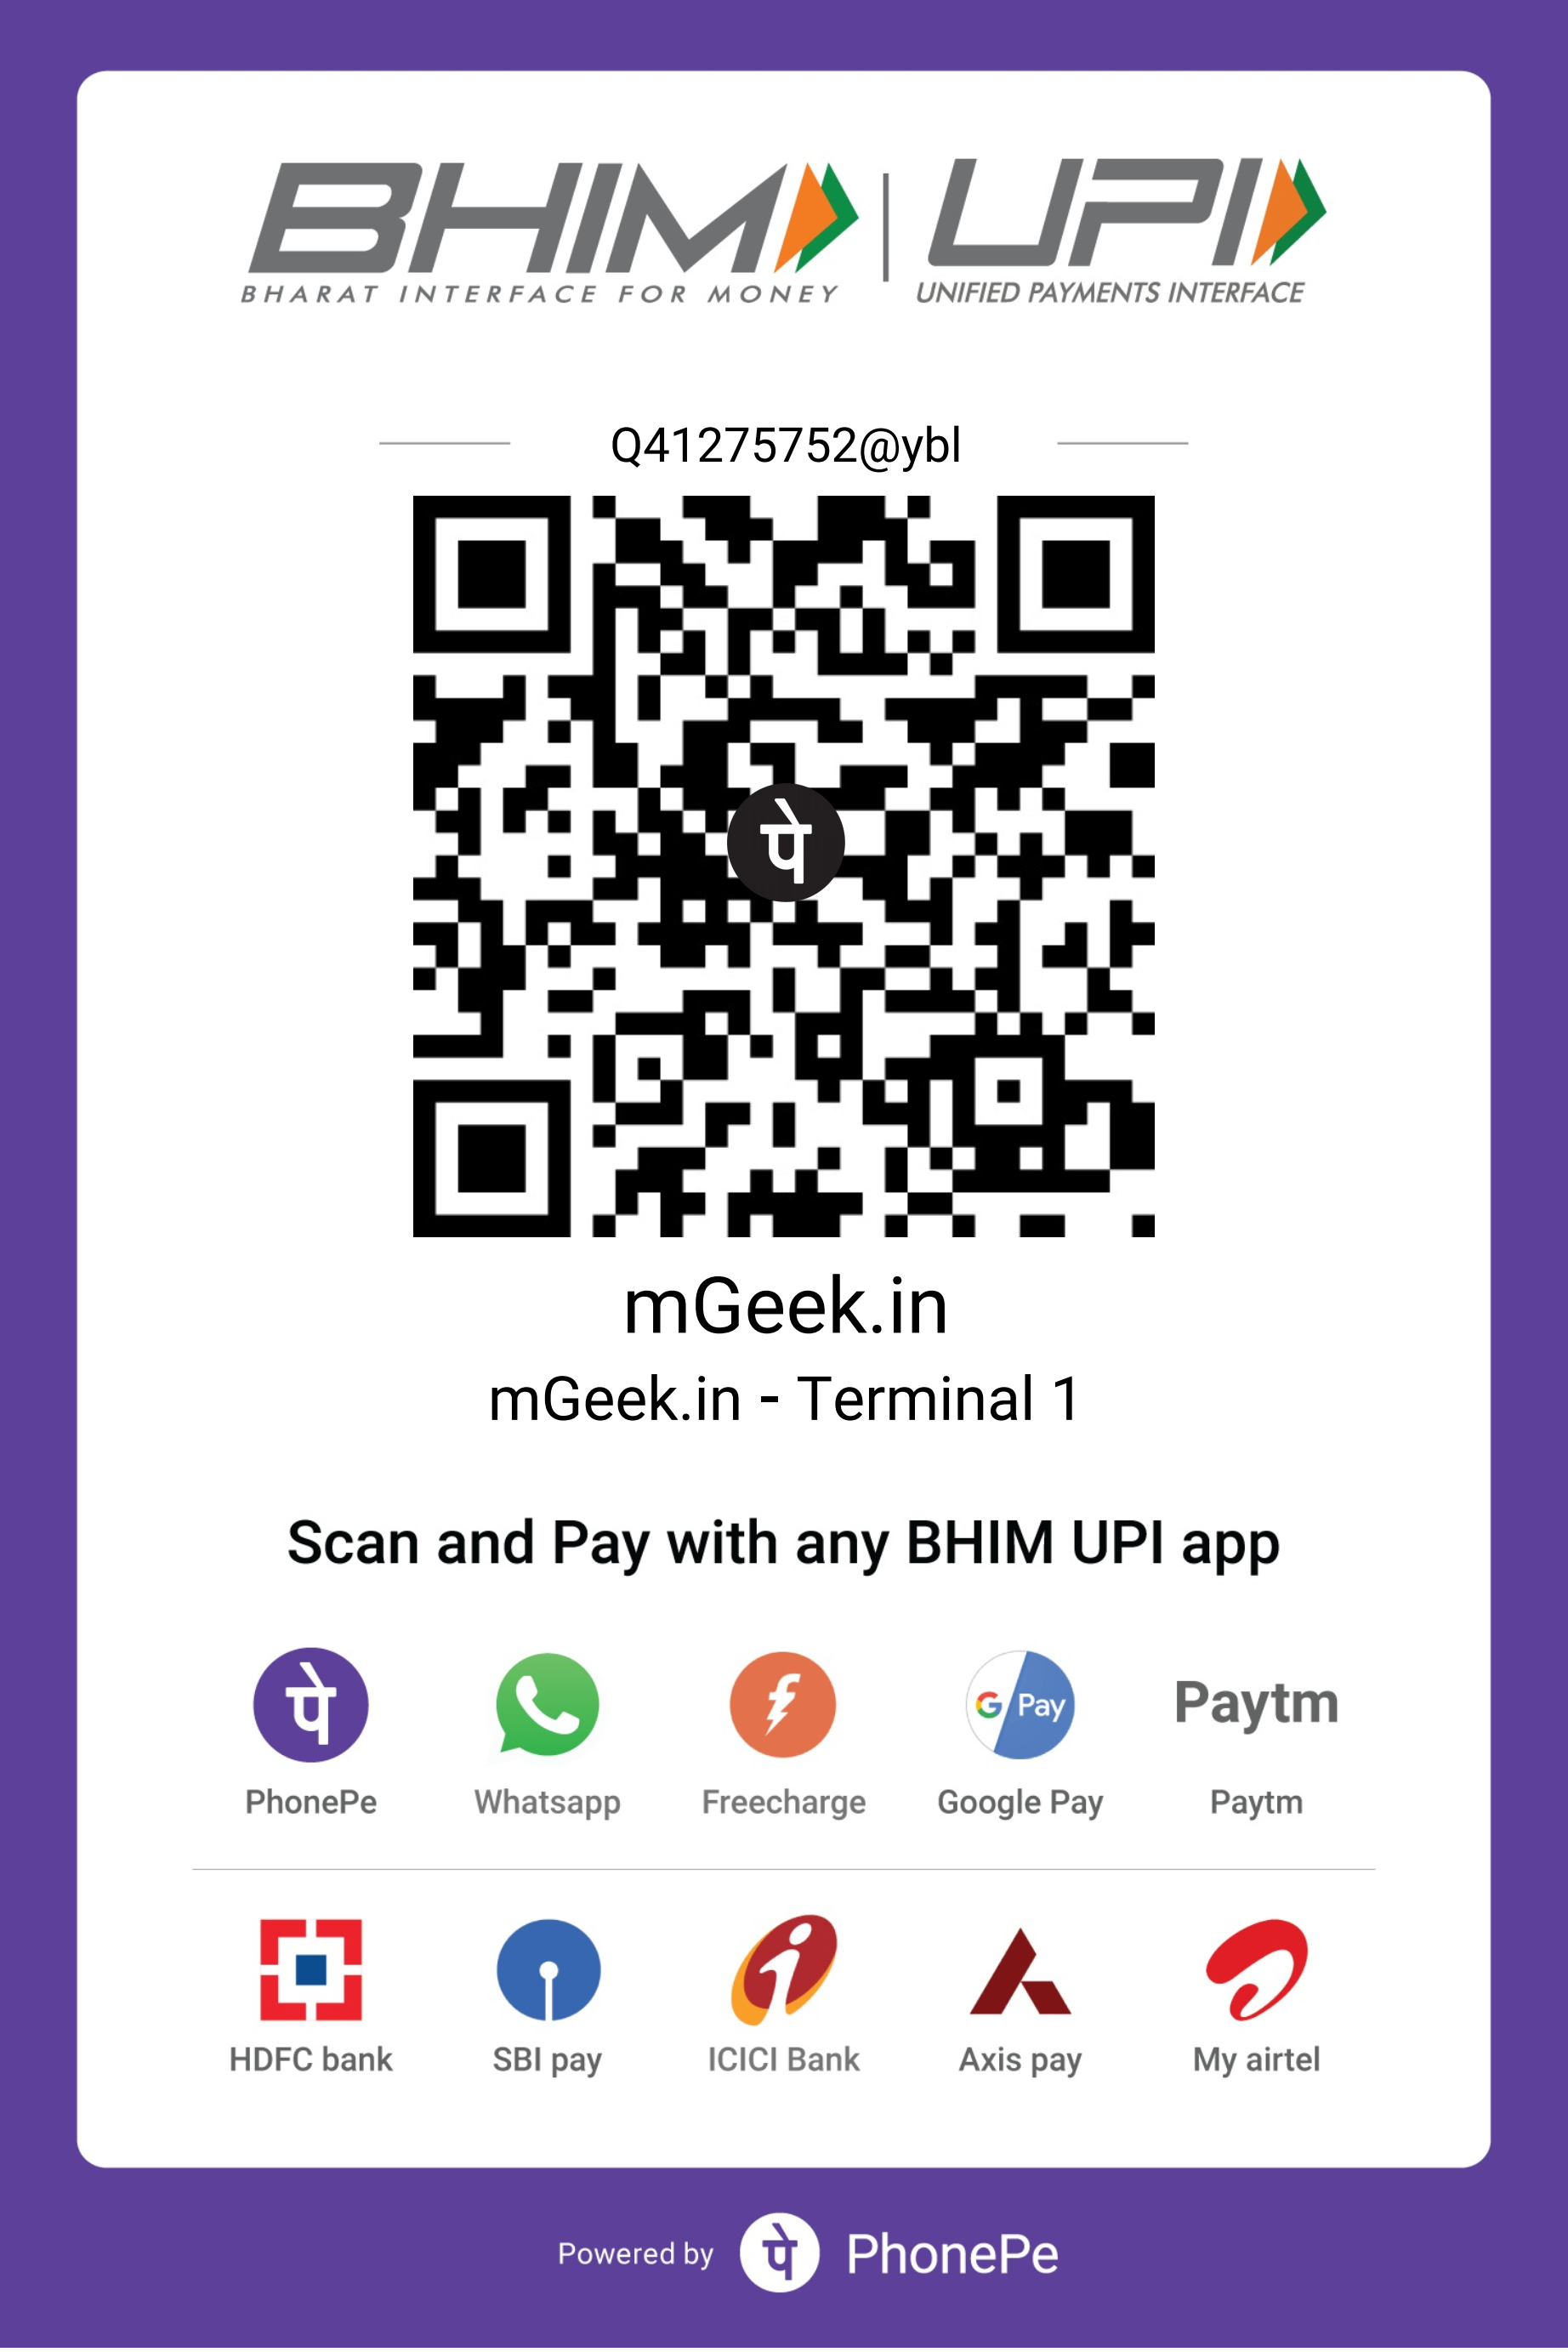 BHIM | UPI
BHARAT INTERFACE FOR MONEY UNIFIED PAYMENTS INTERFACE
Q41275752@ybl
पे
mGeek.in
mGeek.in - Terminal 1
Scan and Pay with any BHIM UPI app
पे G Pay Paytm
PhonePe Whatsapp Freecharge Google Pay Paytm
HDFC bank SBI pay ICICI Bank Axis pay My airtel
Powered by पे PhonePe